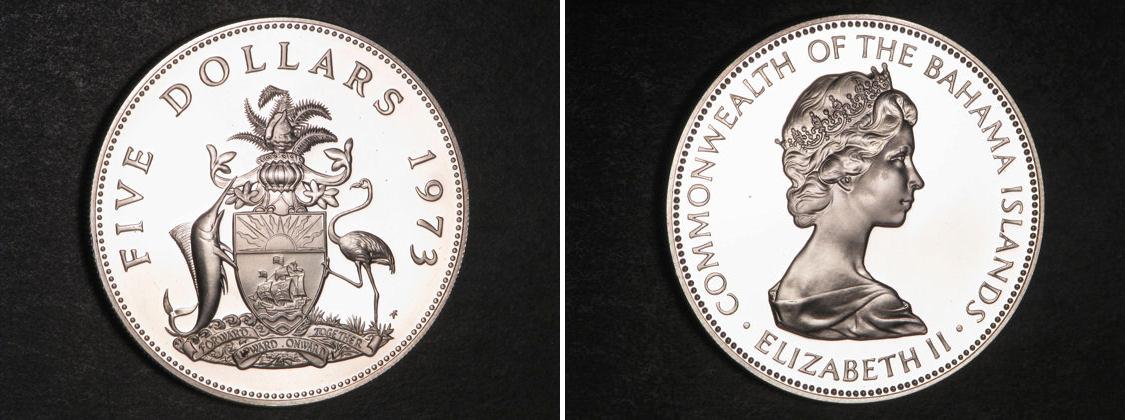 FIVE DOLLARS 1973
FORWARD UPWARD ONWARD TOGETHER
COMMONWEALTH OF THE BAHAMA ISLANDS
· ELIZABETH II ·